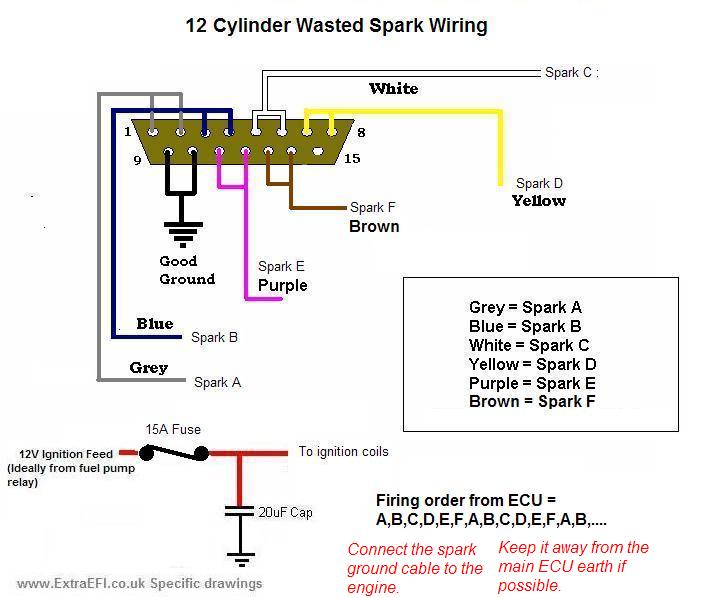 12 Cylinder Wasted Spark Wiring
Spark C :
White
1
8
9
15
Spark D
Yellow
Spark F
Brown
Good
Ground
Spark E
Purple
Blue
Spark B
Grey
Spark A
Grey = Spark A
Blue = Spark B
White = Spark C
Yellow = Spark D
Purple = Spark E
Brown = Spark F
15A Fuse
12V Ignition Feed
(Ideally from fuel pump
relay)
To ignition coils
20uF Cap
Firing order from ECU =
A,B,C,D,E,F,A,B,C,D,E,F,A,B,....
Connect the spark
ground cable to the
engine.
Keep it away from the
main ECU earth if
possible.
www.ExtraEFI.co.uk Specific drawings